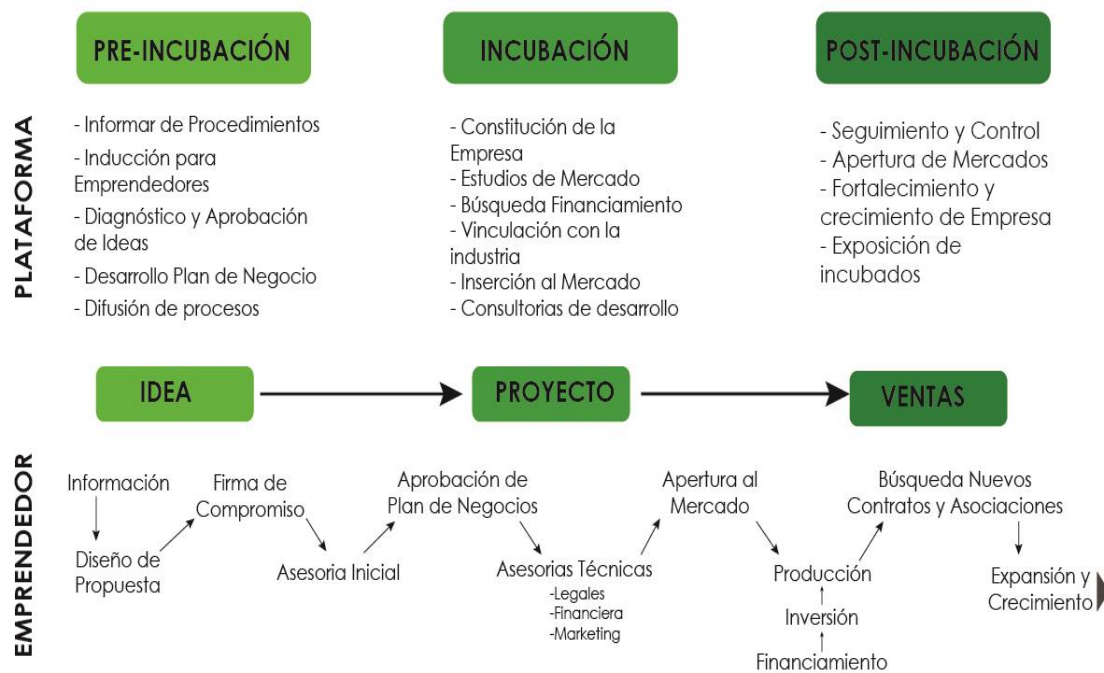 PRE-INCUBACIÓN
INCUBACIÓN
POST-INCUBACIÓN
PLATAFORMA
- Informar de Procedimientos
- Inducción para
Emprendedores
- Diagnóstico y Aprobación
de Ideas
- Desarrollo Plan de Negocio
- Difusión de procesos
- Constitución de la
Empresa
- Estudios de Mercado
- Búsqueda Financiamiento
- Vinculación con la
industria
- Inserción al Mercado
- Consultorias de desarrollo
- Seguimiento y Control
- Apertura de Mercados
- Fortalecimiento y
crecimiento de Empresa
- Exposición de
incubados
IDEA
PROYECTO
VENTAS
EMPRENDEDOR
Información
Diseño de
Propuesta
Firma de
Compromiso
Asesoria Inicial
Aprobación de
Plan de Negocios
Asesorias Técnicas
-Legales
-Financiera
-Marketing
Apertura al
Mercado
Producción
Inversión
Financiamiento
Búsqueda Nuevos
Contratos y Asociaciones
Expansión y
Crecimiento